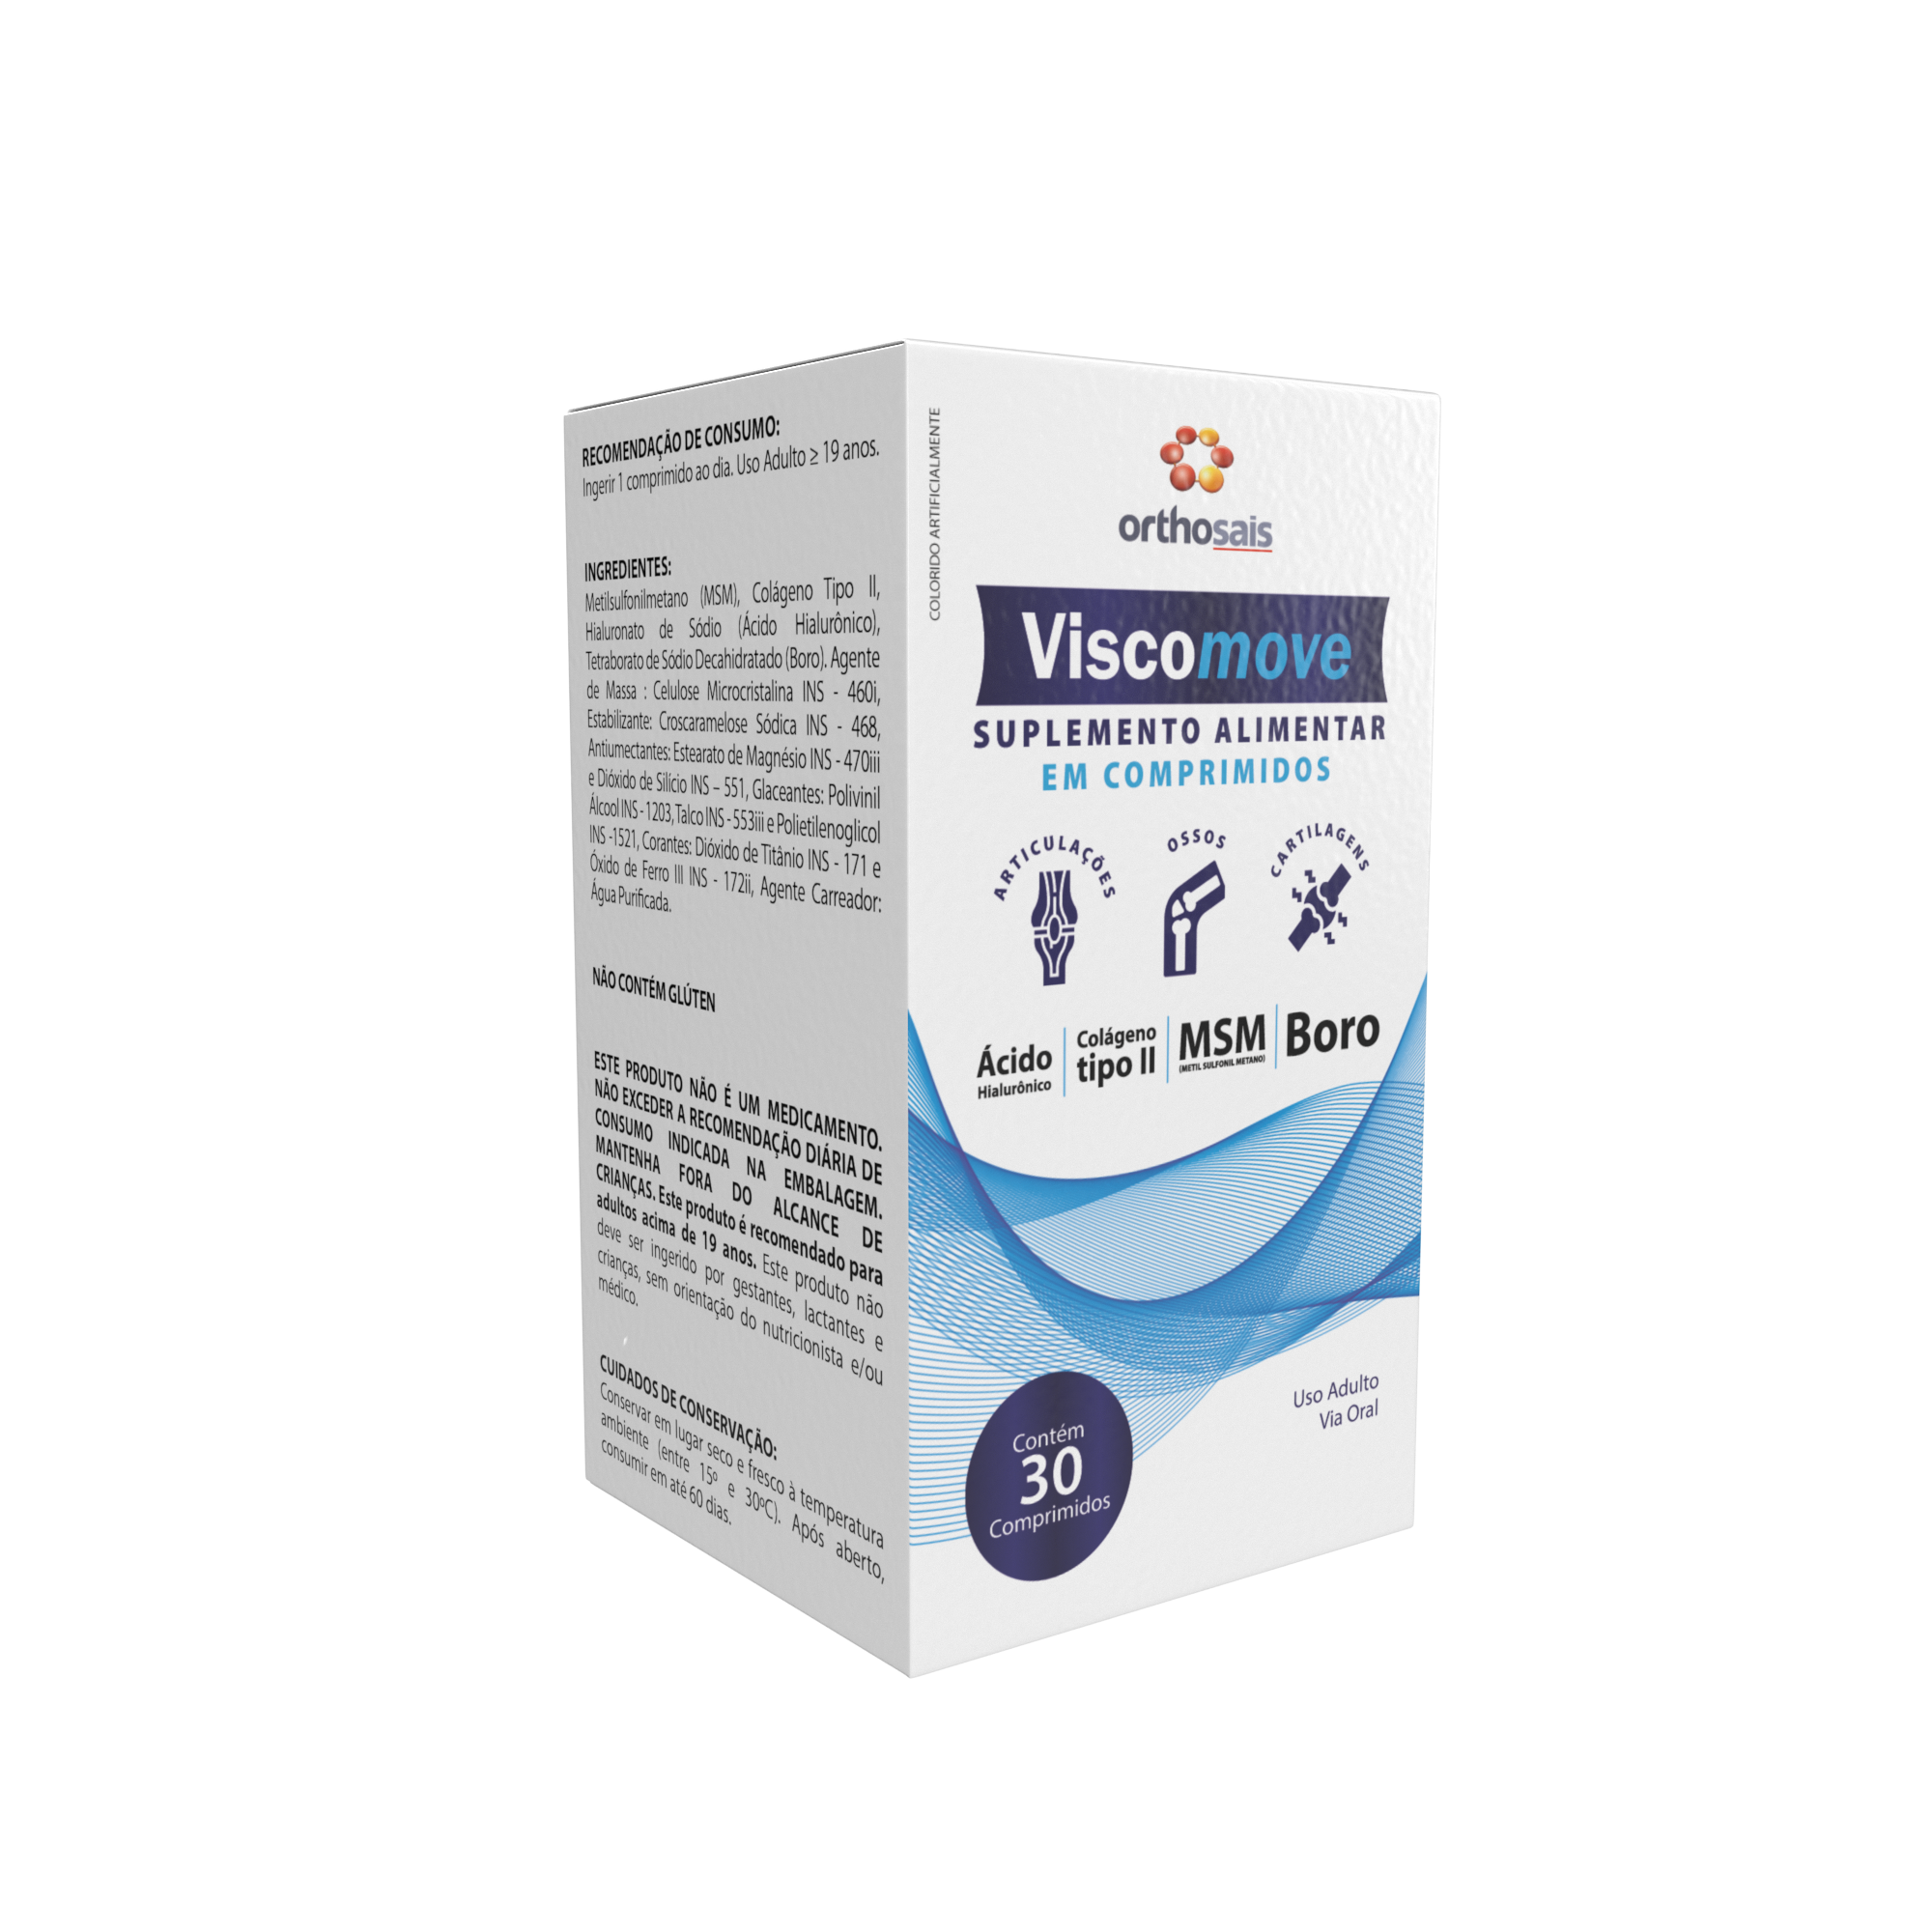 RECOMENDAÇÃO DE CONSUMO:
Ingerir 1 comprimido ao dia. Uso Adulto ≥ 19 anos.
INGREDIENTES:
Metilsulfonilmetano (MSM), Colágeno Tipo II,
Hialuronato de Sódio (Ácido Hialurônico),
Tetraborato de Sódio Decahidratado (Boro). Agente
de Massa : Celulose Microcristalina INS - 460i,
Estabilizante: Croscaramelose Sódica INS - 468,
Antiumectantes: Estearato de Magnésio INS - 470iii
e Dióxido de Silício INS – 551, Glaceantes: Polivinil
Álcool INS - 1203, Talco INS - 553iii e Polietilenoglicol
INS -1521, Corantes: Dióxido de Titânio INS - 171 e
Óxido de Ferro III INS - 172ii, Agente Carreador:
Água Purificada.
NÃO CONTÉM GLÚTEN
ESTE PRODUTO NÃO É UM MEDICAMENTO.
NÃO EXCEDER A RECOMENDAÇÃO DIÁRIA DE
CONSUMO INDICADA NA EMBALAGEM.
MANTENHA FORA DO ALCANCE DE
CRIANÇAS. Este produto é recomendado para
adultos acima de 19 anos. Este produto não
deve ser ingerido por gestantes, lactantes e
crianças, sem orientação do nutricionista e/ou
médico.
CUIDADOS DE CONSERVAÇÃO:
Conservar em lugar seco e fresco à temperatura
ambiente (entre 15º e 30ºC). Após aberto,
consumir em até 60 dias.
COLORIDO ARTIFICIALMENTE
orthosais
Viscomove
SUPLEMENTO ALIMENTAR
EM COMPRIMIDOS
ARTICULAÇÕES
OSSOS
CARTILAGENS
Ácido
Hialurônico
Colágeno
tipo II
MSM
(METIL SULFONIL METANO)
Boro
Uso Adulto
Via Oral
Contém
30
Comprimidos